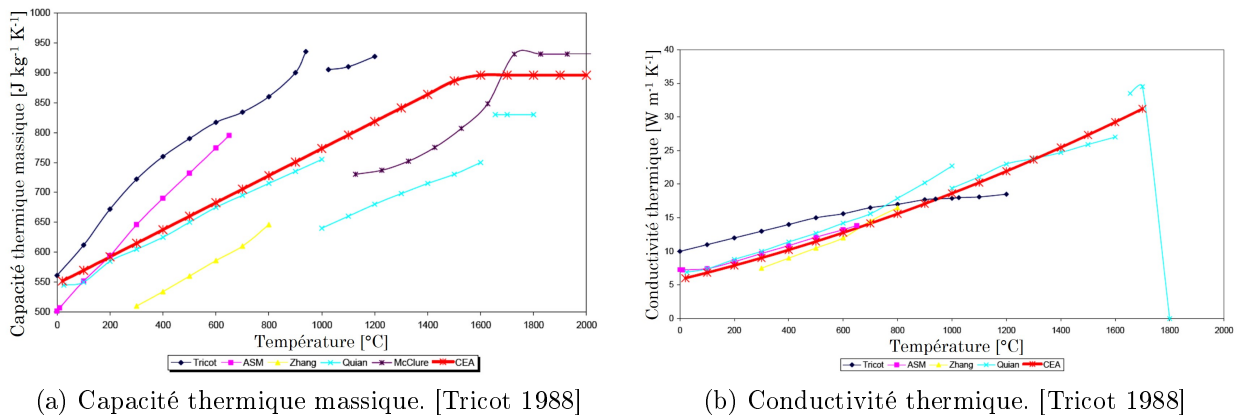 Capacité thermique massique [J kg-1 K-1]
1000
950
900
850
800
750
700
650
600
550
500
0 200 400 600 800 1000 1200 1400 1600 1800 2000
Température [°C]
Tricot ASM Zhang Quian McClure CEA
(a) Capacité thermique massique. [Tricot 1988]
Conductivité thermique [W m-1 K-1]
40
35
30
25
20
15
10
5
0
0 200 400 600 800 1000 1200 1400 1600 1800 2000
Température [°C]
Tricot ASM Zhang Quian CEA
(b) Conductivité thermique. [Tricot 1988]